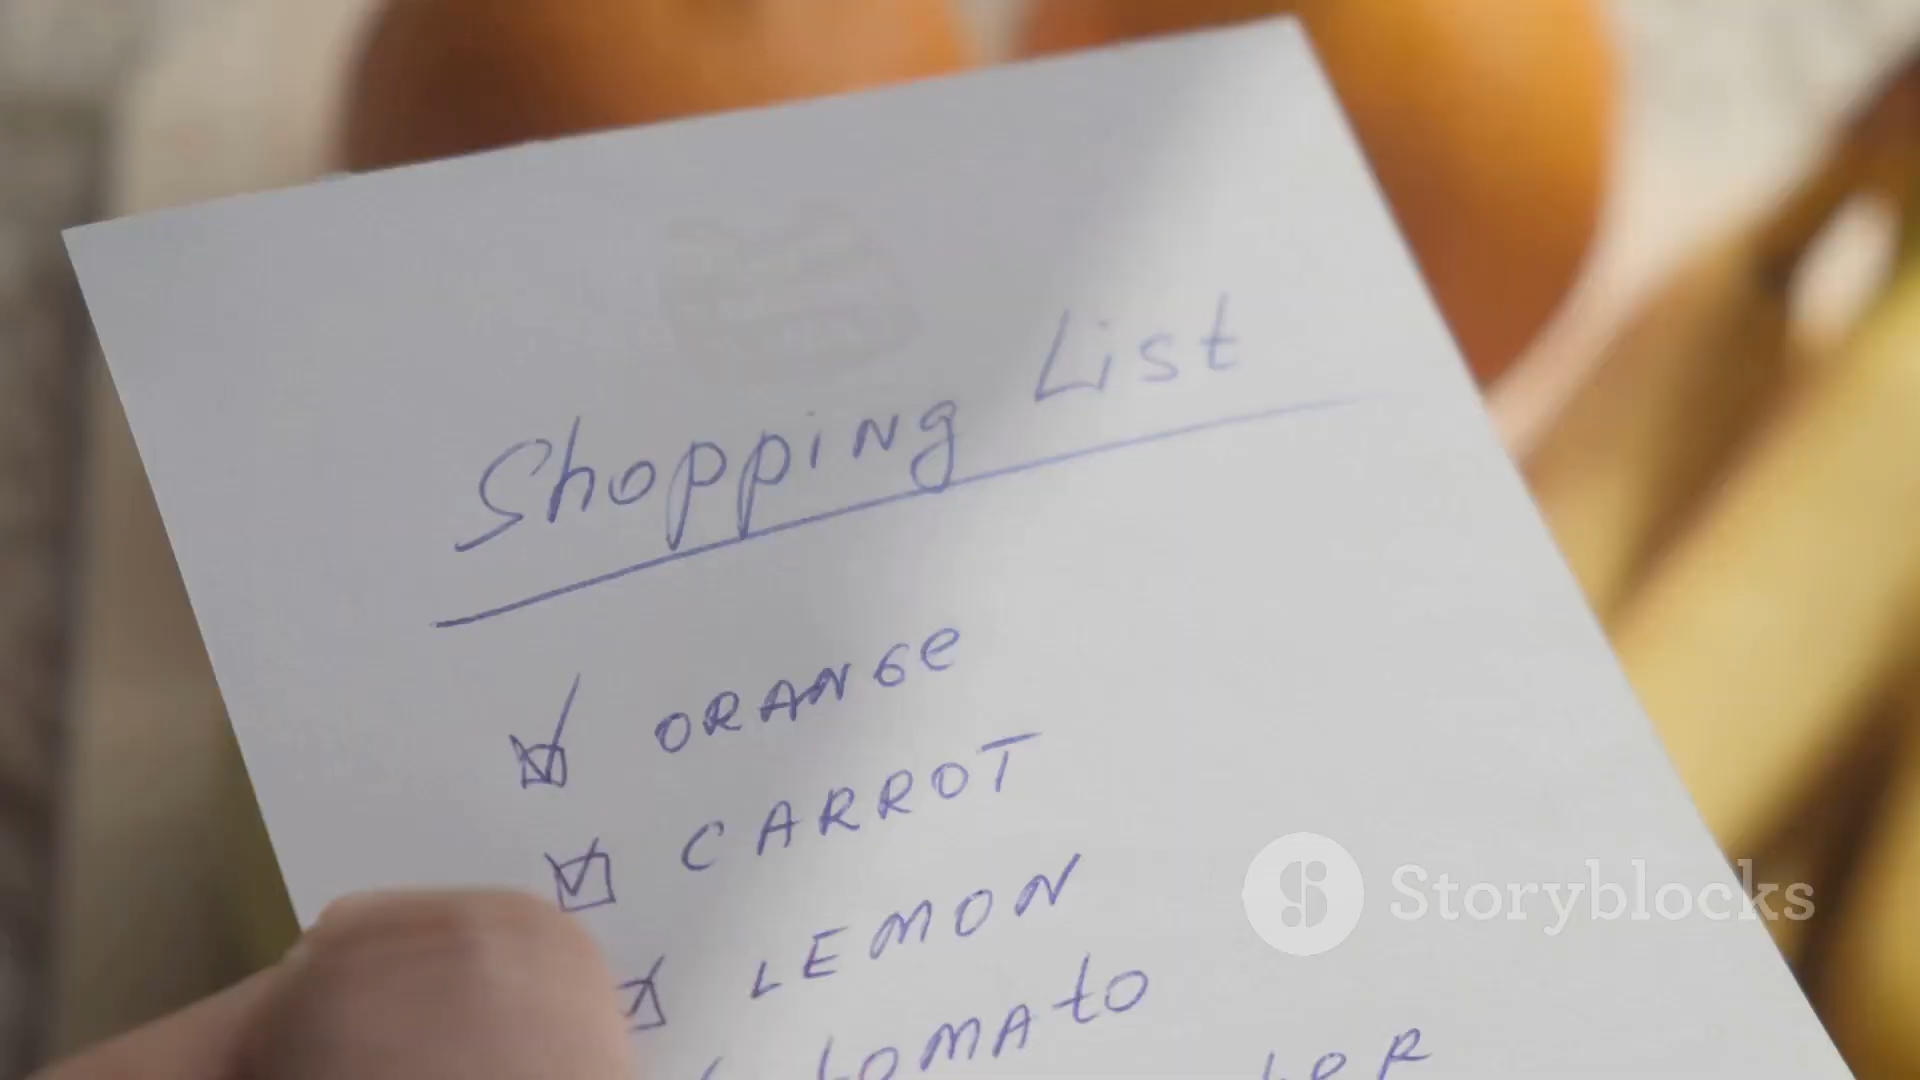 Shopping List
ORANGE
CARROT
LEMON
tomato
Storyblocks